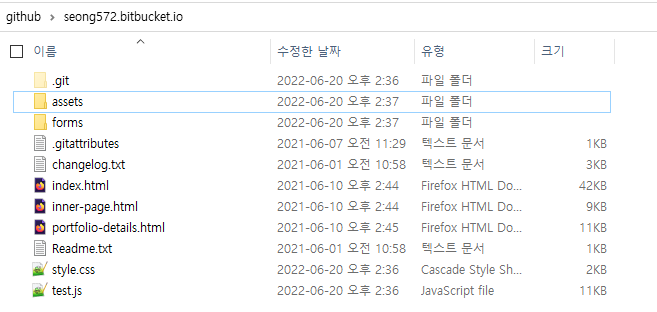 github > seong572.bitbucket.io
이름 수정한 날짜 유형 크기
.git 2022-06-20 오후 2:36 파일 폴더
assets 2022-06-20 오후 2:37 파일 폴더
forms 2022-06-20 오후 2:37 파일 폴더
.gitattributes 2021-06-07 오전 11:29 텍스트 문서 1KB
changelog.txt 2021-06-01 오전 10:58 텍스트 문서 3KB
index.html 2021-06-10 오후 2:44 Firefox HTML Do... 42KB
inner-page.html 2021-06-10 오후 2:44 Firefox HTML Do... 9KB
portfolio-details.html 2021-06-10 오후 2:45 Firefox HTML Do... 11KB
Readme.txt 2021-06-01 오전 10:58 텍스트 문서 1KB
style.css 2022-06-20 오후 2:36 Cascade Style Sh... 2KB
test.js 2022-06-20 오후 2:36 JavaScript file 11KB